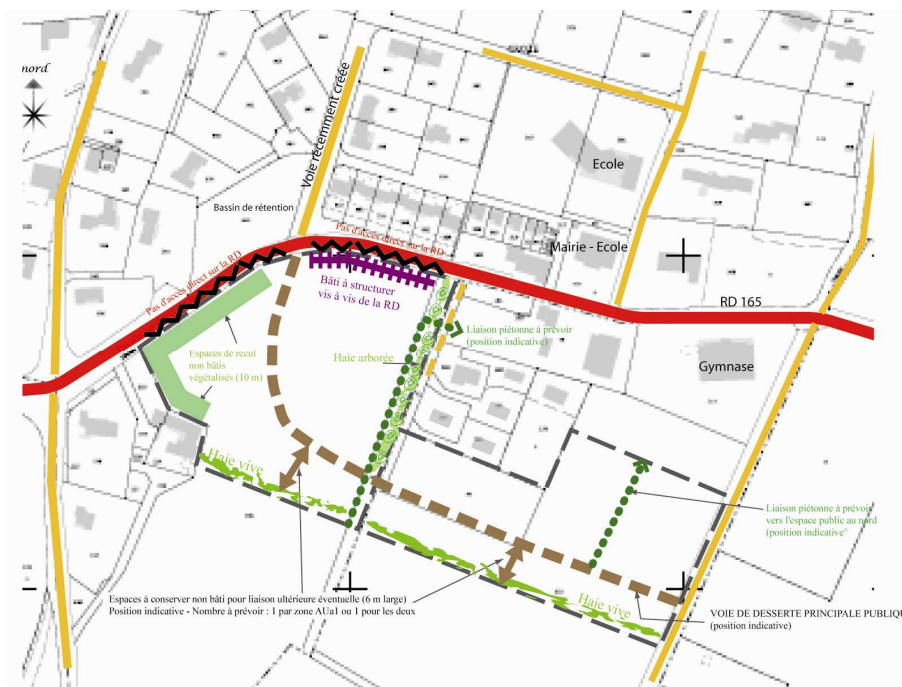 nord
Voie récemment créée
Ecole
Bassin de rétention
Pas d'accès direct sur la RD
Mairie - Ecole
Pas d'accès direct sur la RD
Bâti à structurer
vis à vis de la RD
RD 165
Liaison piétonne à prévoir
(position indicative)
Espaces de recul
non bâtis
végétalisés (10 m)
Haie arborée
Gymnase
Haie vive
Liaison piétonne à prévoir
vers l'espace public au nord
(position indicative°
Espaces à conserver non bâti pour liaison ultérieure éventuelle (6 m large)
Position indicative - Nombre à prévoir : 1 par zone AUa1 ou 1 pour les deux
Haie vive
VOIE DE DESSERTE PRINCIPALE PUBLIQU
(position indicative)